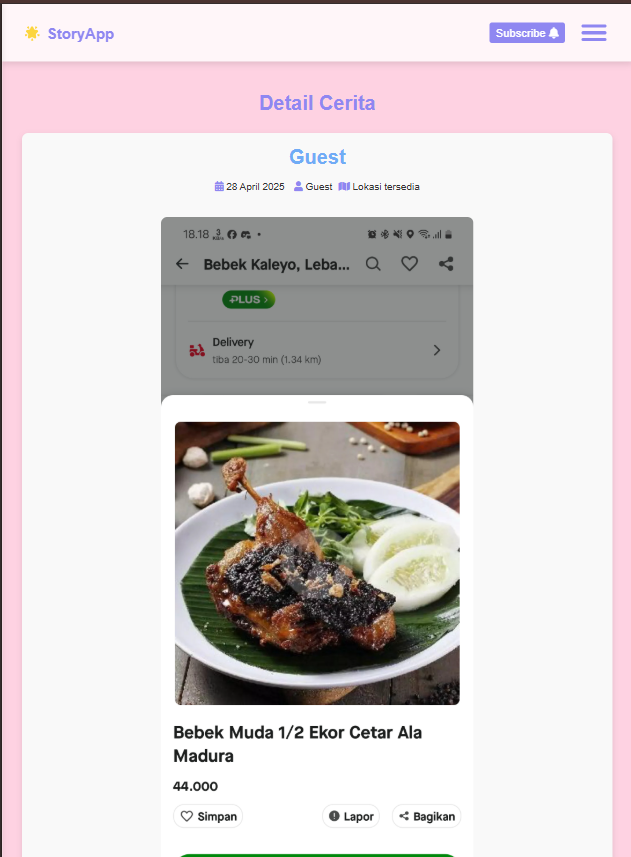 StoryApp
Subscribe
Detail Cerita
Guest
28 April 2025 Guest Lokasi tersedia
18.18 3
Bebek Kaleyo, Leba...
PLUS
Delivery
tiba 20-30 min (1.34 km)
Bebek Muda 1/2 Ekor Cetar Ala
Madura
44.000
Simpan Lapor Bagikan